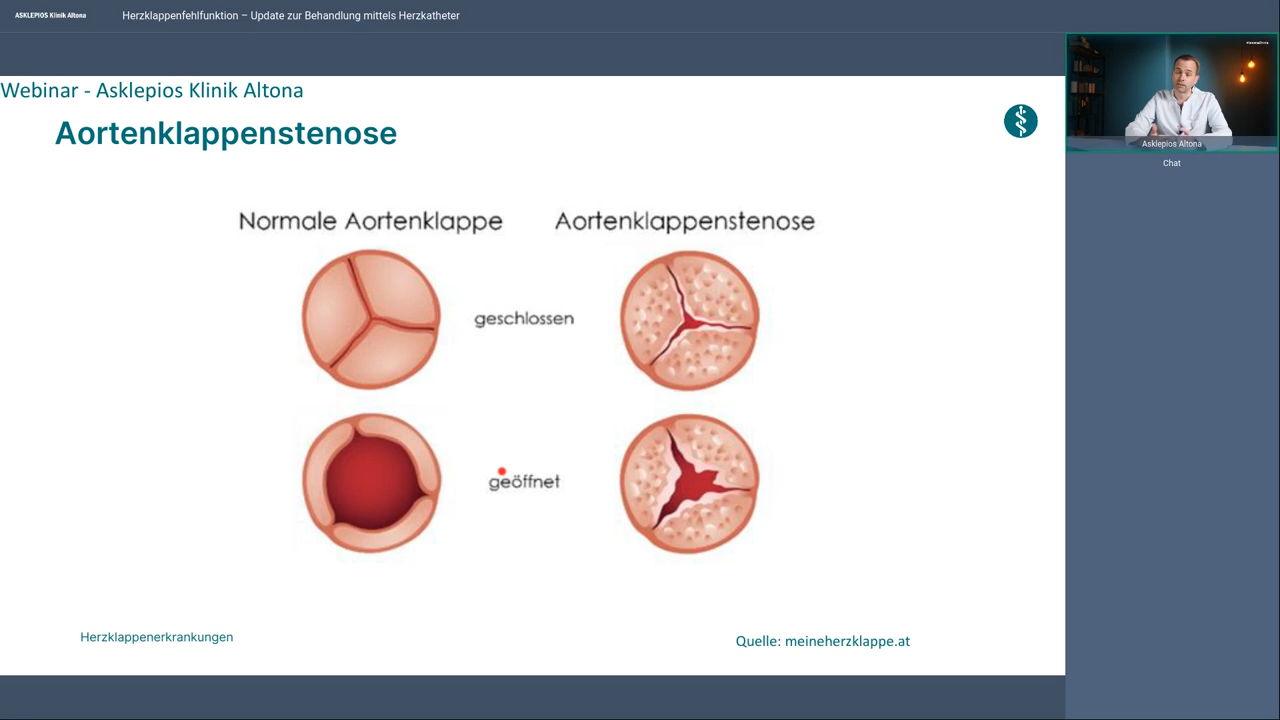 ASKLEPIOS Klinik Altona
Herzklappenfehlfunktion – Update zur Behandlung mittels Herzkatheter
Webinar - Asklepios Klinik Altona
Aortenklappenstenose
Asklepios Altona
Chat
Normale Aortenklappe
Aortenklappenstenose
geschlossen
geöffnet
Herzklappenerkrankungen
Quelle: meineherzklappe.at